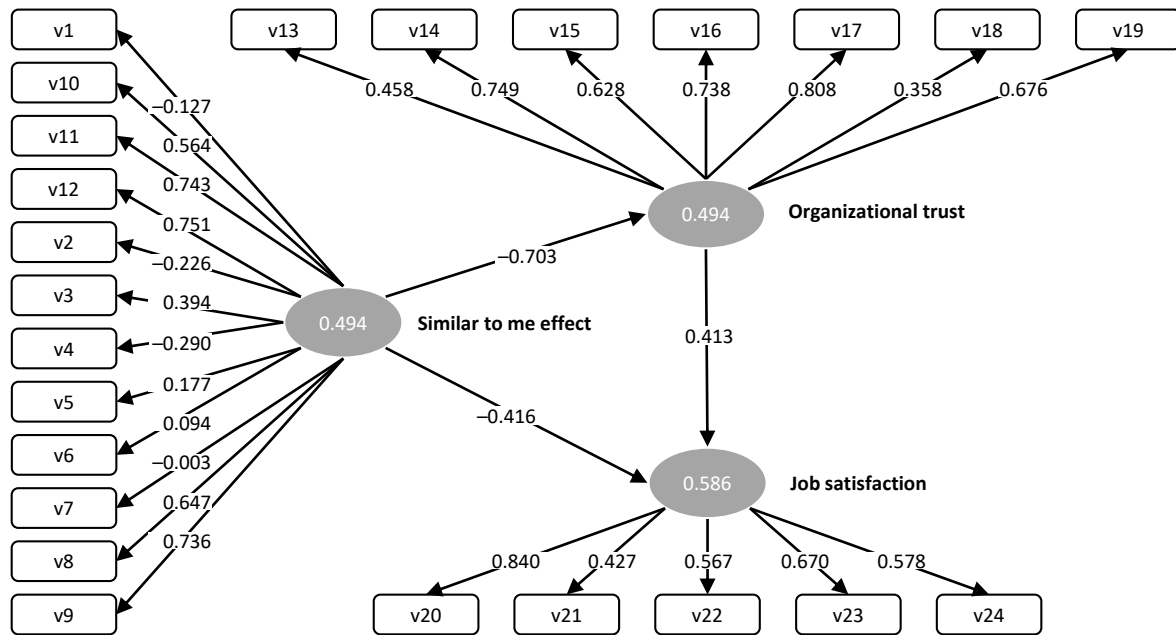 v1
v10
v11
v12
v2
v3
v4
v5
v6
v7
v8
v9
v13
v14
v15
v16
v17
v18
v19
–0.127
0.564
0.743
0.751
–0.226
0.394
–0.290
0.177
0.094
–0.003
0.647
0.736
0.458
0.749
0.628
0.738
0.808
0.358
0.676
0.494
Organizational trust
–0.703
0.494
Similar to me effect
0.413
–0.416
0.586
Job satisfaction
0.840
0.427
0.567
0.670
0.578
v20
v21
v22
v23
v24